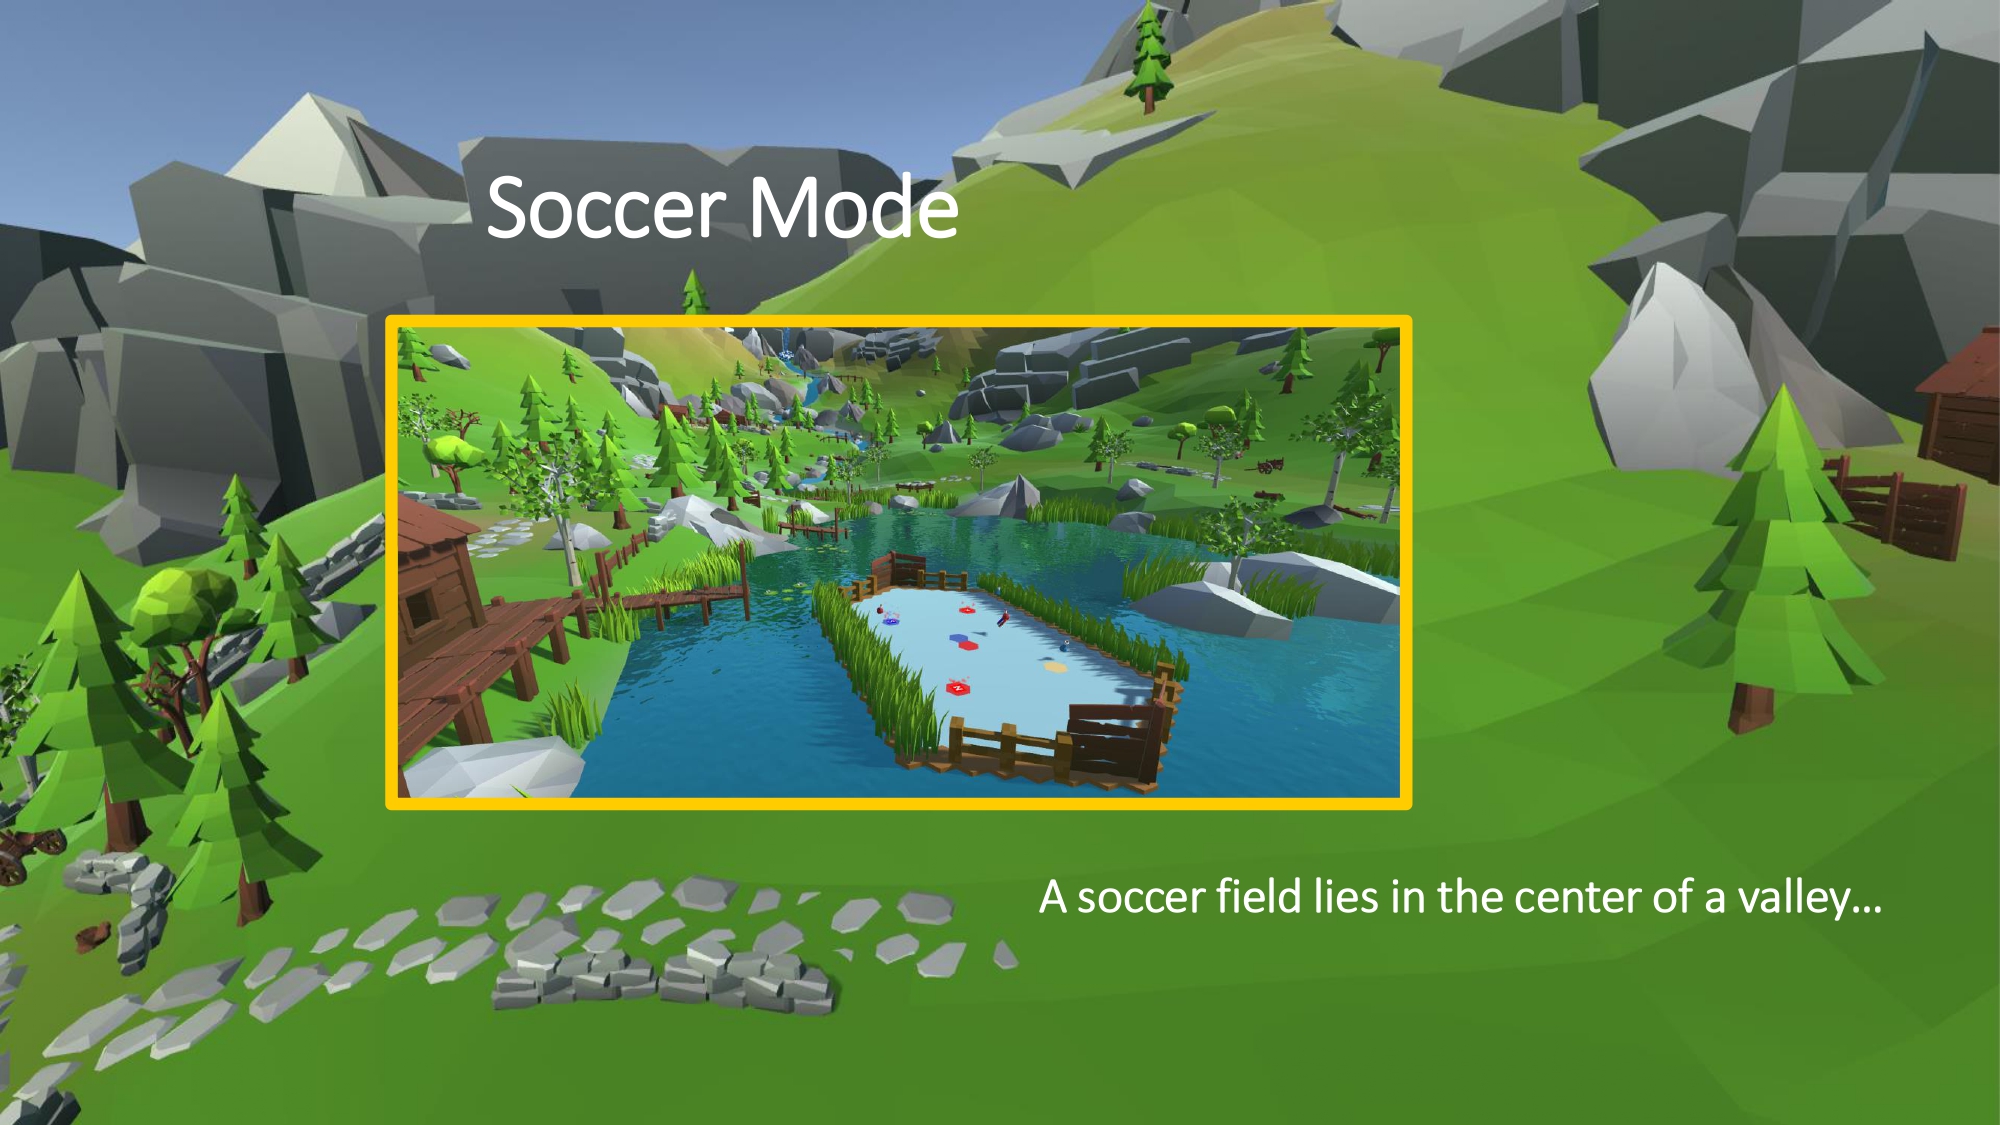 Soccer Mode
A soccer field lies in the center of a valley…